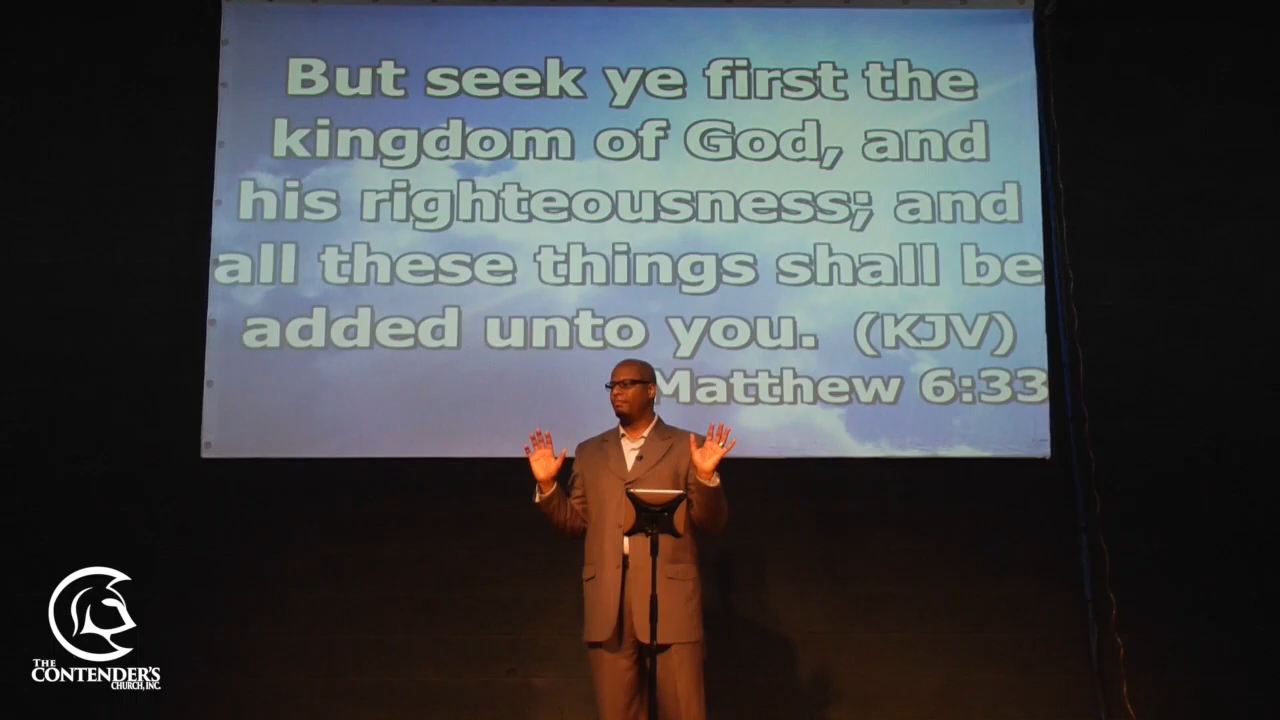 But seek ye first the
kingdom of God, and
his righteousness; and
all these things shall be
added unto you. (KJV)
Matthew 6:33
THE
CONTENDER'S
CHURCH, INC.